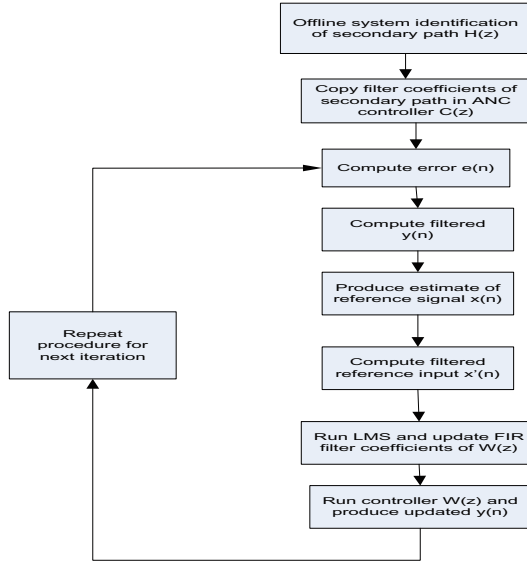 Offline system identification
of secondary path H(z)
Copy filter coefficients of
secondary path in ANC
controller C(z)
Compute error e(n)
Compute filtered
y(n)
Produce estimate of
reference signal x(n)
Repeat
procedure for
next iteration
Compute filtered
reference input x'(n)
Run LMS and update FIR
filter coefficients of W(z)
Run controller W(z) and
produce updated y(n)